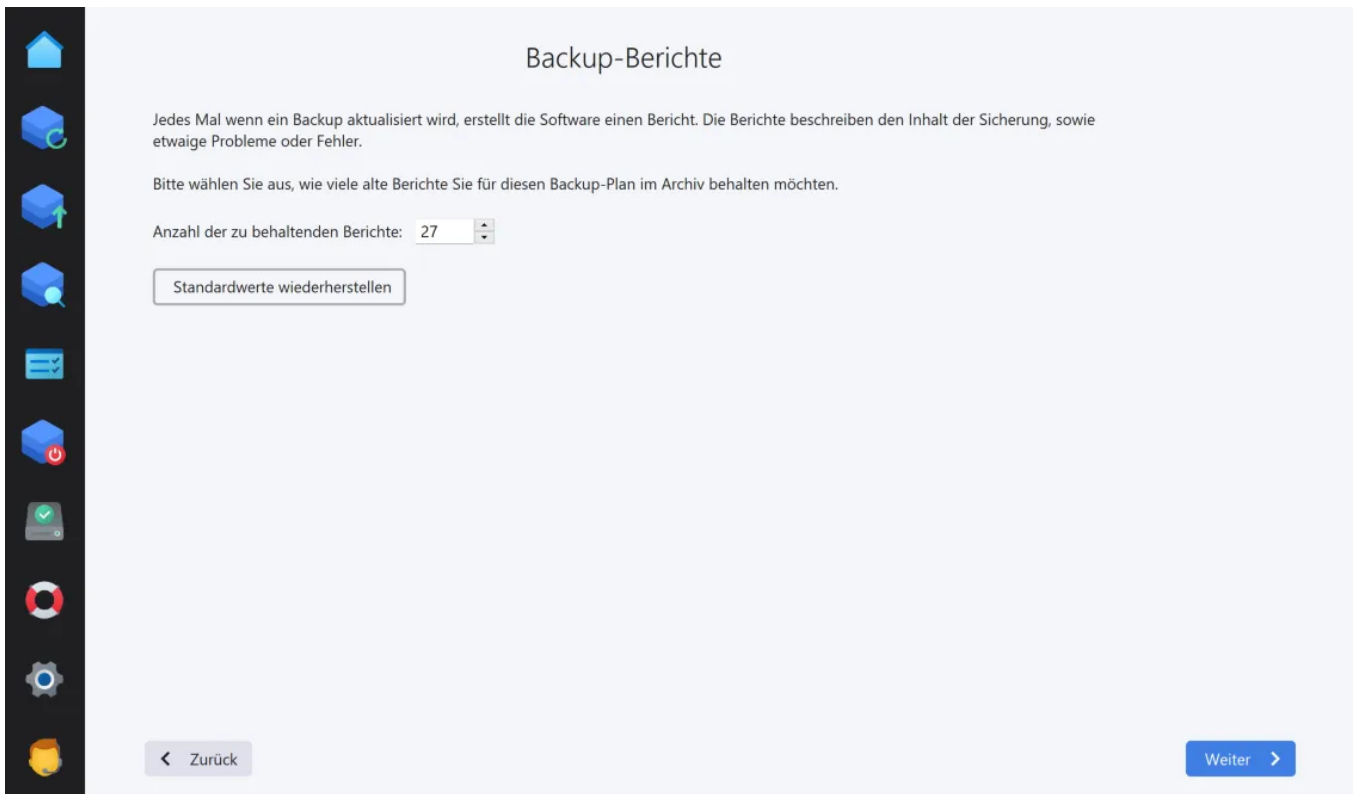 Backup-Berichte
Jedes Mal wenn ein Backup aktualisiert wird, erstellt die Software einen Bericht. Die Berichte beschreiben den Inhalt der Sicherung, sowie
etwaige Probleme oder Fehler.
Bitte wählen Sie aus, wie viele alte Berichte Sie für diesen Backup-Plan im Archiv behalten möchten.
Anzahl der zu behaltenden Berichte: 27
Standardwerte wiederherstellen
Zurück
Weiter